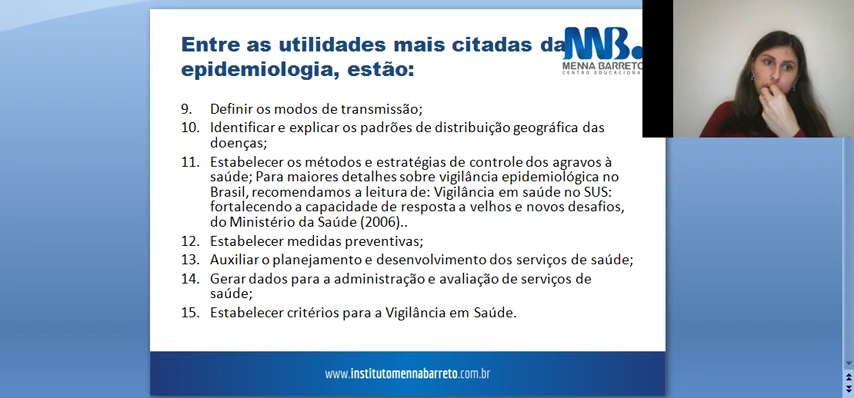 Entre as utilidades mais citadas da
epidemiologia, estão:
MB.
MENNA BARRETO
CENTRO EDUCACIONAL
9. Definir os modos de transmissão;
10. Identificar e explicar os padrões de distribuição geográfica das
doenças;
11. Estabelecer os métodos e estratégias de controle dos agravos à
saúde; Para maiores detalhes sobre vigilância epidemiológica no
Brasil, recomendamos a leitura de: Vigilância em saúde no SUS:
fortalecendo a capacidade de resposta a velhos e novos desafios,
do Ministério da Saúde (2006)..
12. Estabelecer medidas preventivas;
13. Auxiliar o planejamento e desenvolvimento dos serviços de saúde;
14. Gerar dados para a administração e avaliação de serviços de
saúde;
15. Estabelecer critérios para a Vigilância em Saúde.
www.institutomennabarreto.com.br